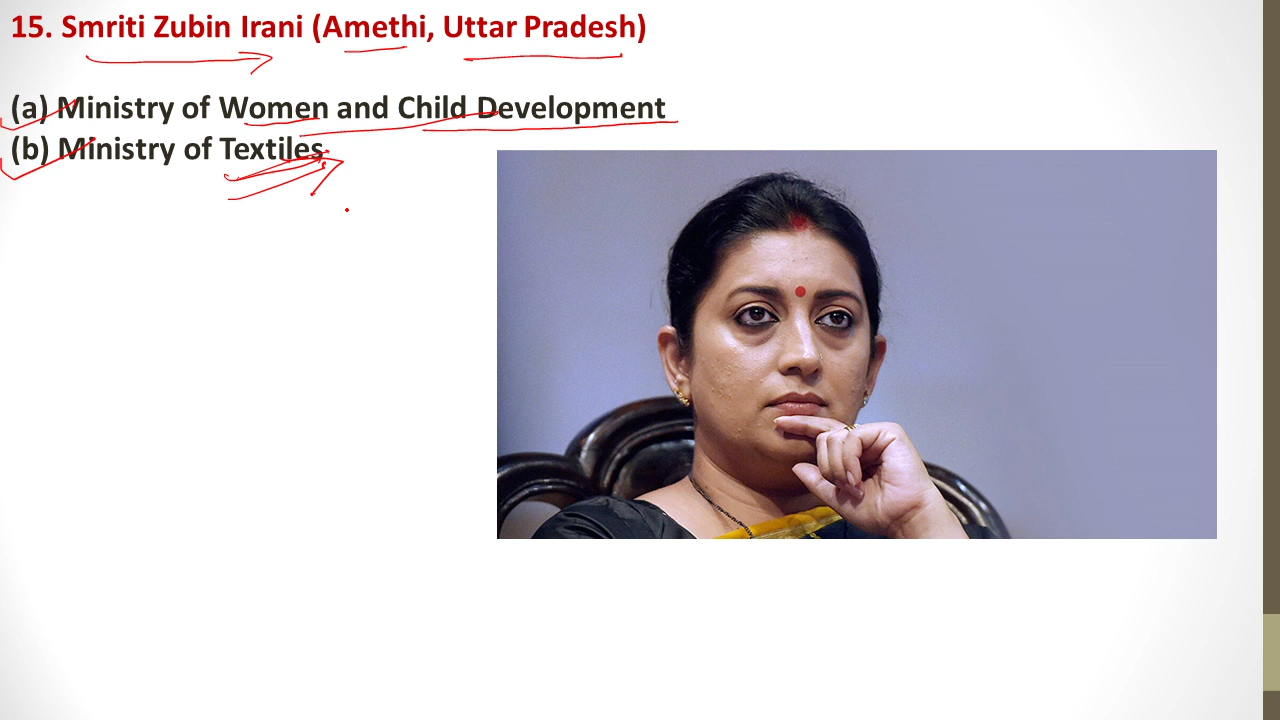 15. Smriti Zubin Irani (Amethi, Uttar Pradesh)
(a) Ministry of Women and Child Development
(b) Ministry of Textiles